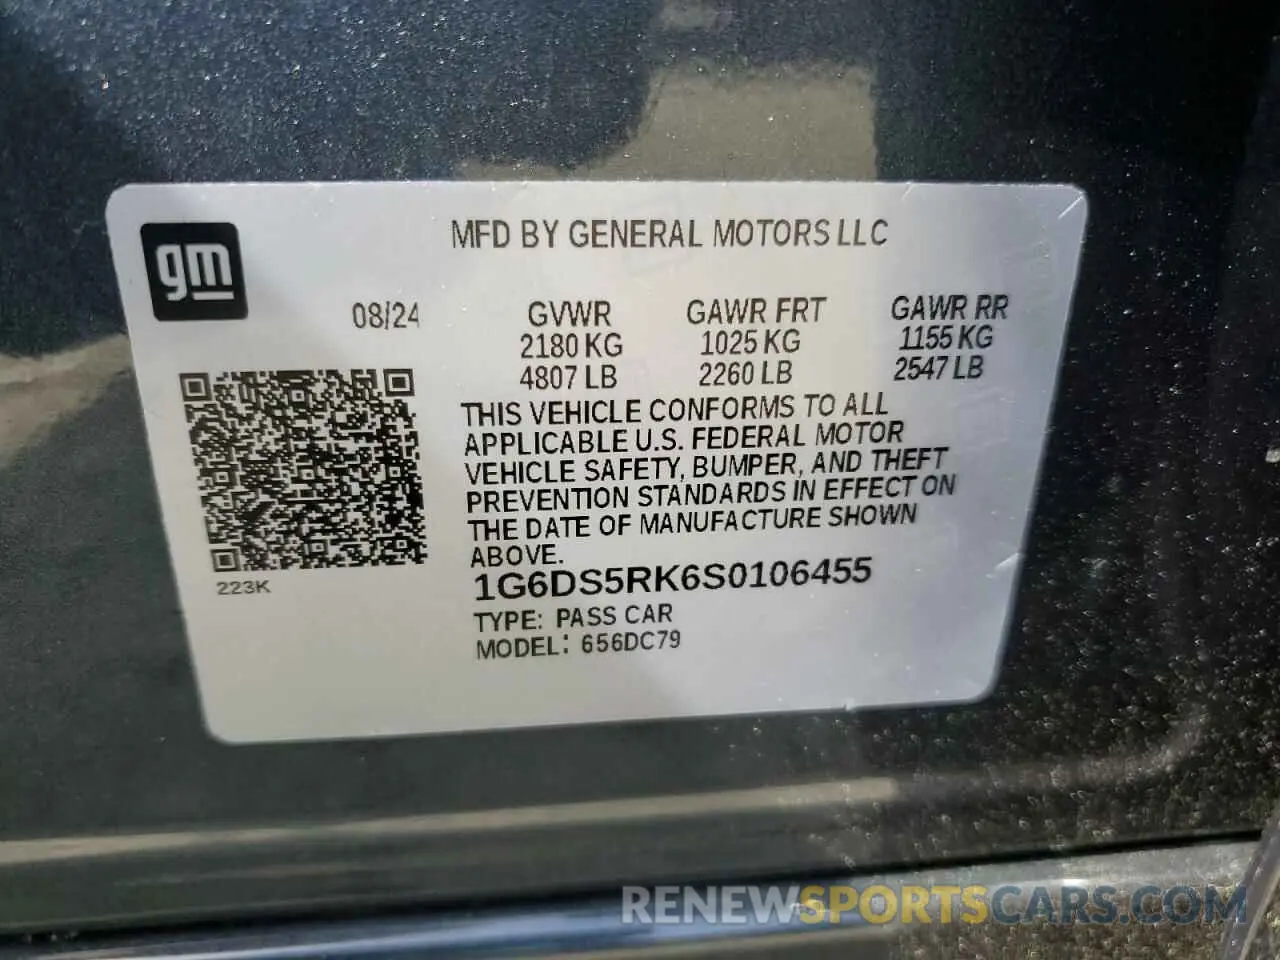 gm
MFD BY GENERAL MOTORS LLC
08/24
GVWR GAWR FRT GAWR RR
2180 KG 1025 KG 1155 KG
4807 LB 2260 LB 2547 LB
THIS VEHICLE CONFORMS TO ALL
APPLICABLE U.S. FEDERAL MOTOR
VEHICLE SAFETY, BUMPER, AND THEFT
PREVENTION STANDARDS IN EFFECT ON
THE DATE OF MANUFACTURE SHOWN
ABOVE.
223K
1G6DS5RK6S0106455
TYPE: PASS CAR
MODEL: 656DC79
RENEWSPORTSCARS.COM